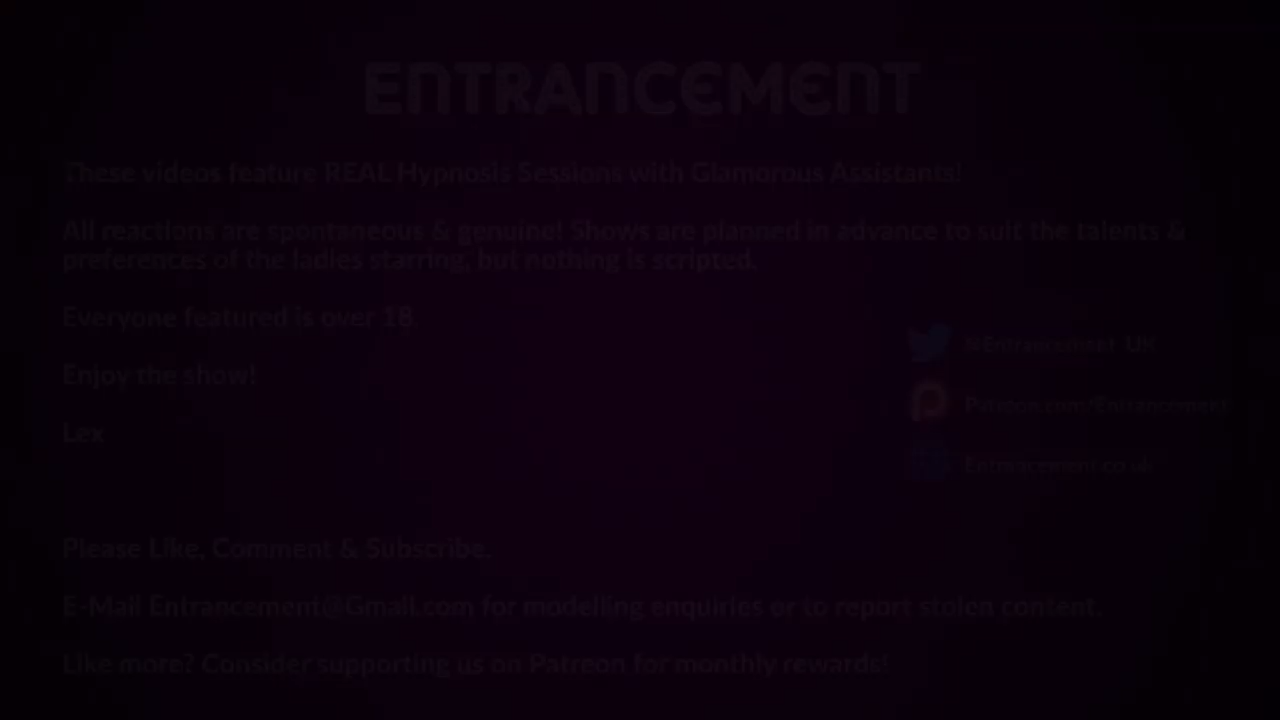 ENTRANCEMENT
These videos feature REAL Hypnosis Sessions with Glamorous Assistants!
All reactions are spontaneous & genuine! Shows are planned in advance to suit the talents &
preferences of the ladies starring, but nothing is scripted.
Everyone featured is over 18.
Enjoy the show!
@Entrancement_UK
Patreon.com/Entrancement
Lex
Entrancement.co.uk
Please Like, Comment & Subscribe.
E-Mail Entrancement@Gmail.com for modelling enquiries or to report stolen content.
Like more? Consider supporting us on Patreon for monthly rewards!